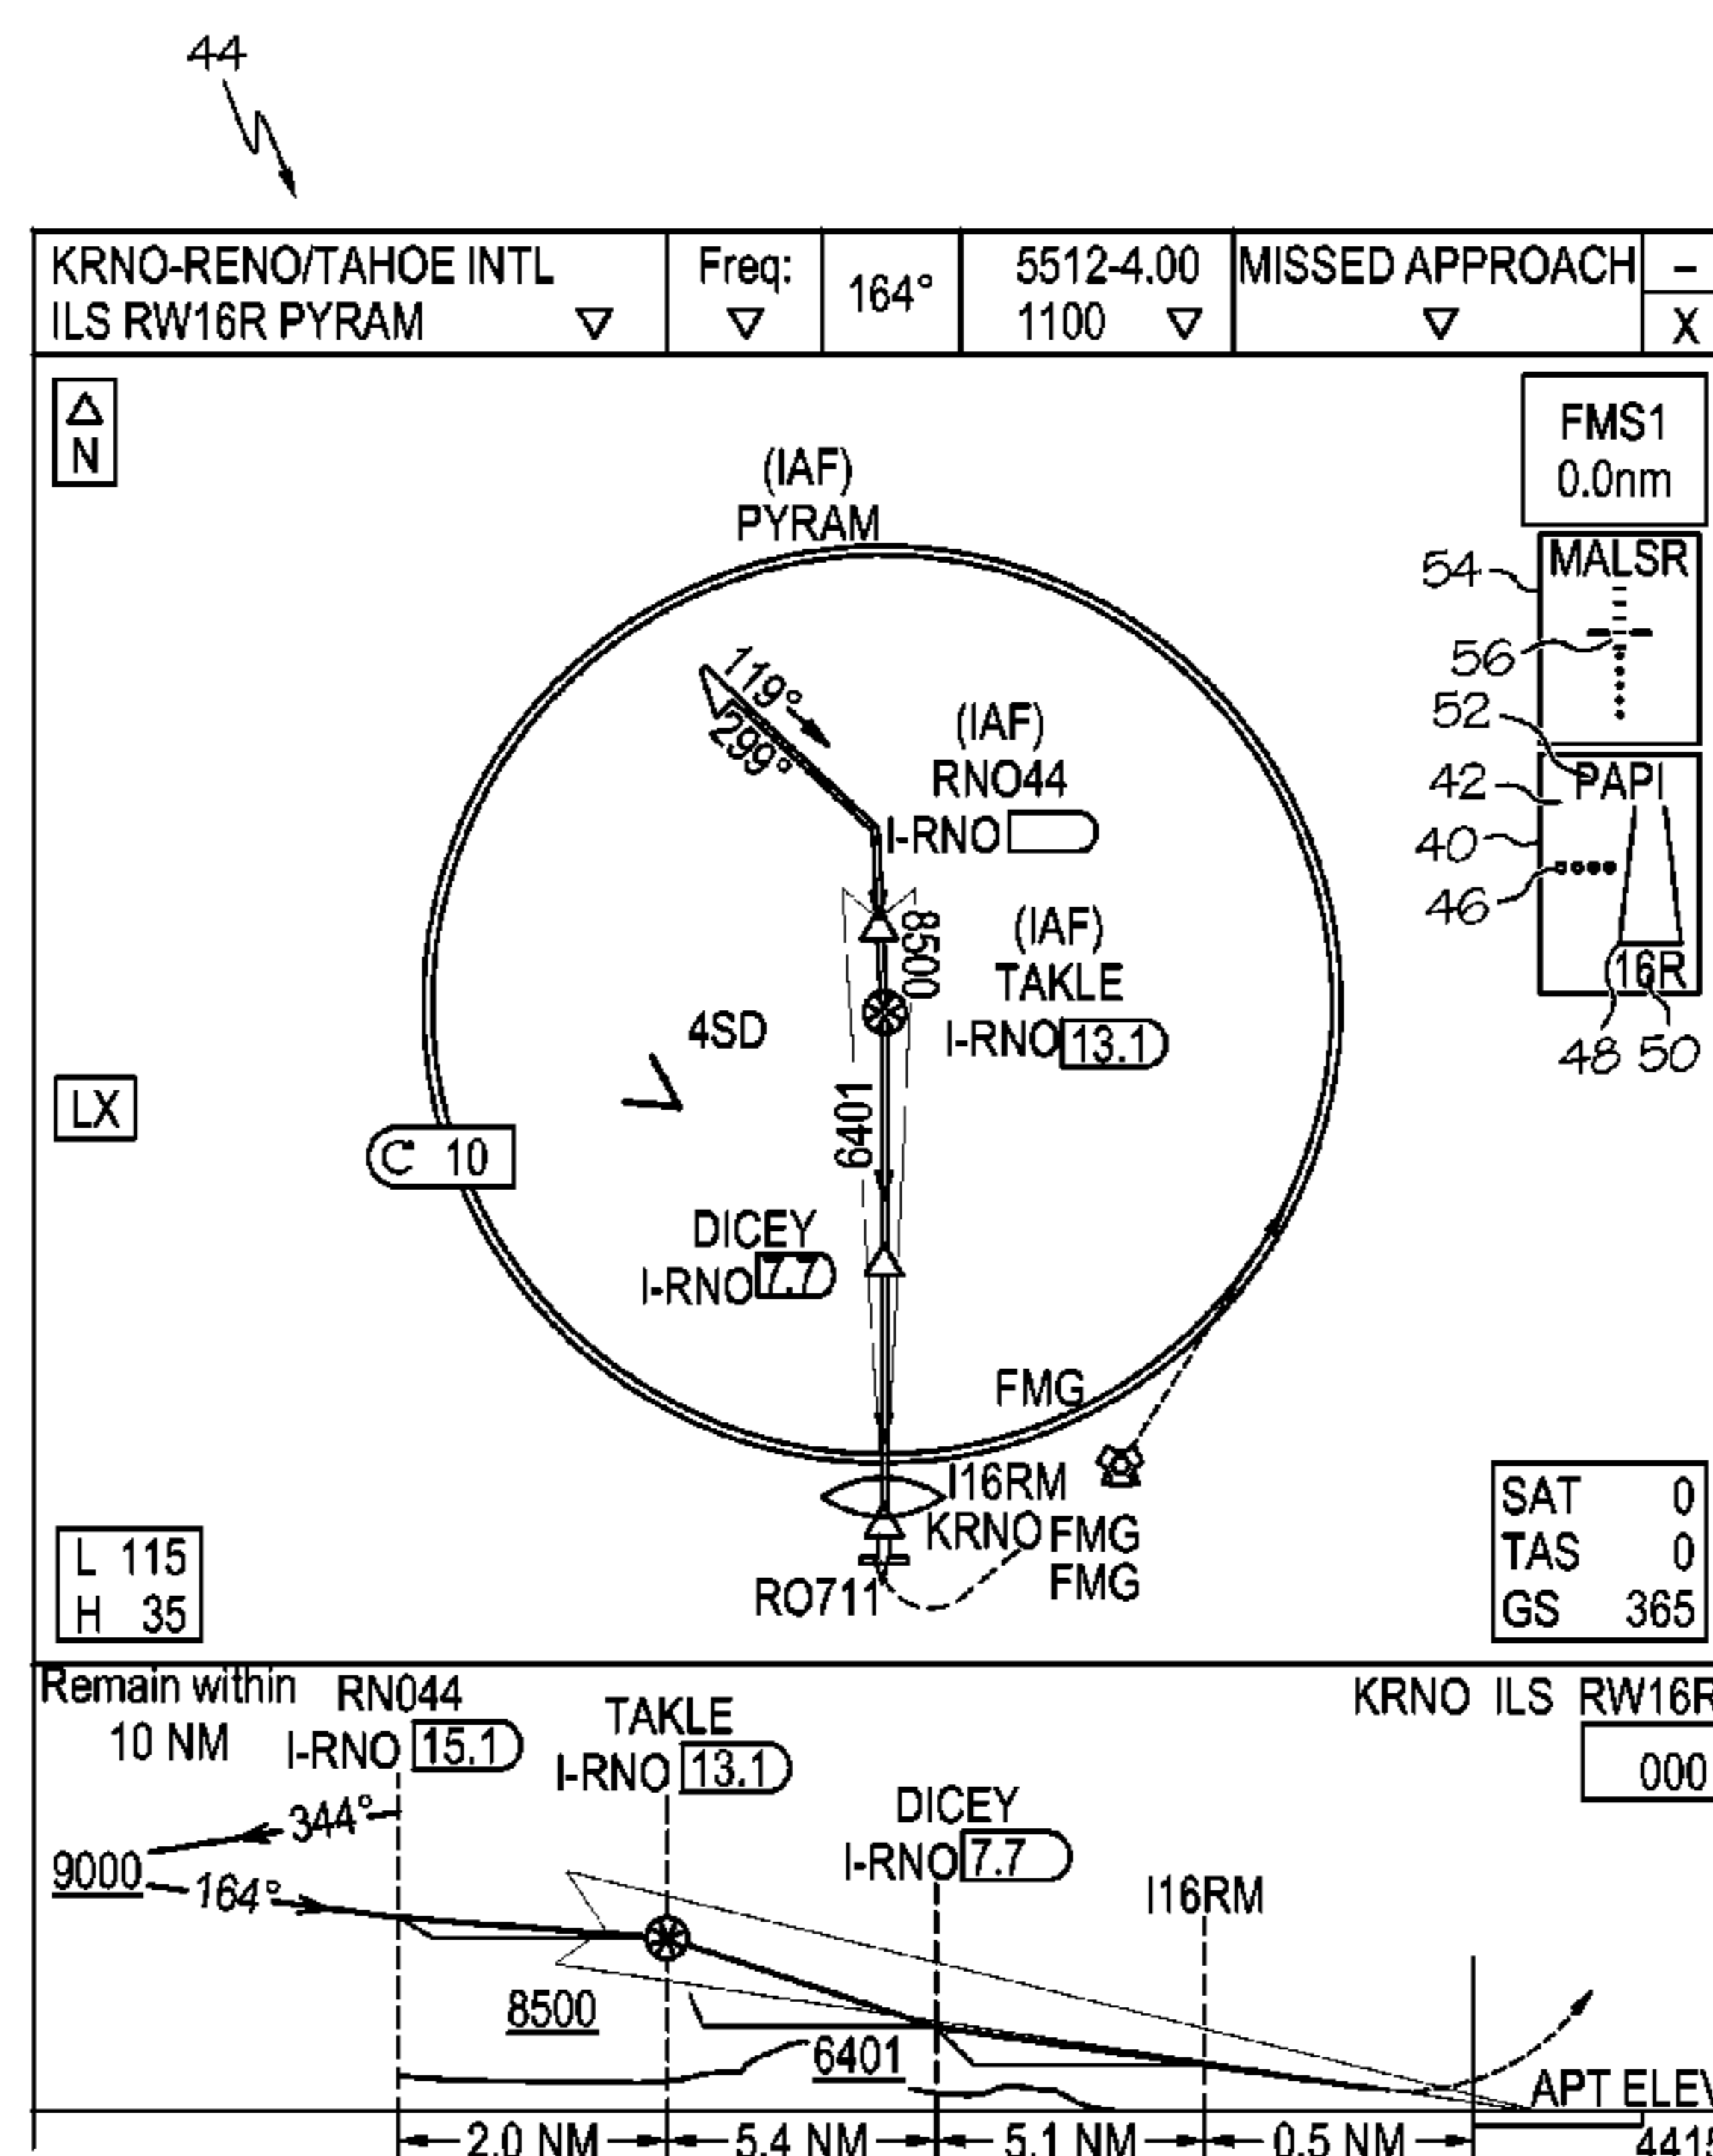 44
KRNO-RENO/TAHOE INTL
ILS RW16R PYRAM
Freq:
164°
5512-4.00
1100
MISSED APPROACH
–
X
N
FMS1
0.0nm
(IAF)
PYRAM
54
MALSR
56
52
119°
299°
(IAF)
RNO44
I-RNO
42
PAPI
40
46
8500
(IAF)
TAKLE
I-RNO 13.1
16R
48 50
4SD
LX
6401
10
DICEY
I-RNO 7.7
FMG
I16RM
KRNO FMG
FMG
RO711
L 115
H 35
SAT 0
TAS 0
GS 365
Remain within
10 NM
RN044
I-RNO 15.1
TAKLE
I-RNO 13.1
KRNO ILS RW16R
000
DICEY
I-RNO 7.7
344°
9000
164°
I16RM
8500
6401
APT ELEV
2.0 NM
5.4 NM
5.1 NM
0.5 NM